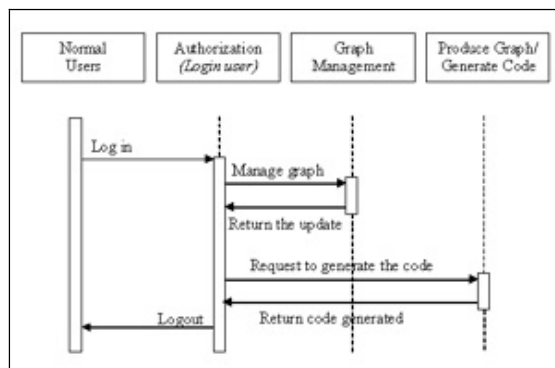 Normal
Users
Authorization
(Login user)
Graph
Management
Produce Graph/
Generate Code
Log in
Manage graph
Return the update
Request to generate the code
Return code generated
Logout